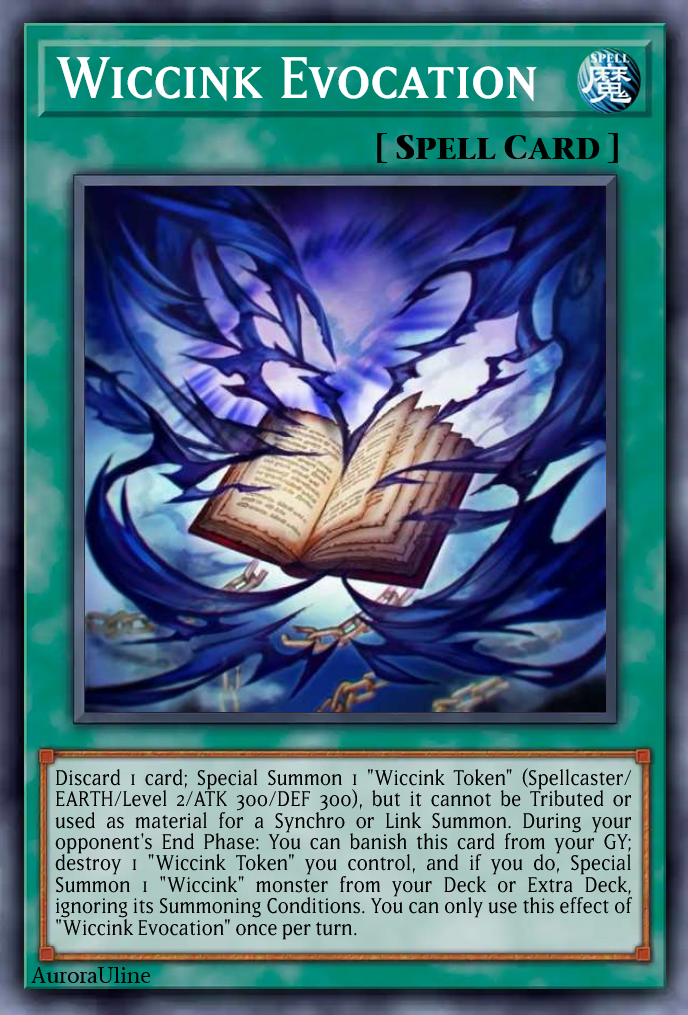 Wiccink Evocation
SPELL
魔
[ Spell Card ]
Discard 1 card; Special Summon 1 "Wiccink Token" (Spellcaster/
EARTH/Level 2/ATK 300/DEF 300), but it cannot be Tributed or
used as material for a Synchro or Link Summon. During your
opponent's End Phase: You can banish this card from your GY;
destroy 1 "Wiccink Token" you control, and if you do, Special
Summon 1 "Wiccink" monster from your Deck or Extra Deck,
ignoring its Summoning Conditions. You can only use this effect of
"Wiccink Evocation" once per turn.
AuroraUline